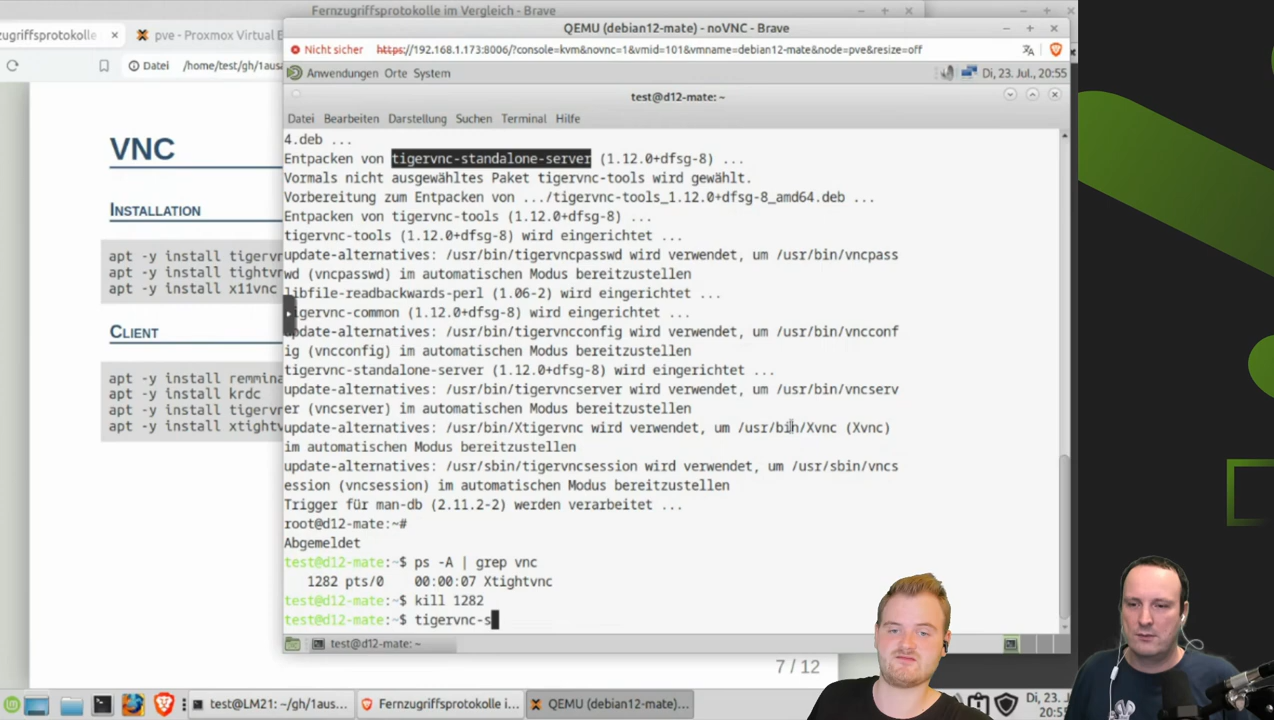 Fernzugriffsprotokolle im Vergleich - Brave
QEMU (debian12-mate) - noVNC - Brave
zugriffsprotokolle
pve - Proxmox Virtual E
Nicht sicher
https://192.168.1.173:8006/?console=kvm&novnc=1&vmid=101&vmname=debian12-mate&node=pve&resize=off
Datei
/home/test/gh/1aus
Anwendungen Orte System
Di, 23. Jul., 20:55
test@d12-mate: ~
Datei Bearbeiten Darstellung Suchen Terminal Hilfe
VNC
Installation
apt -y install tigervn
apt -y install tightv
apt -y install x11vnc
Client
apt -y install remmina
apt -y install krdc
apt -y install tigerv
apt -y install xtight
4.deb ...
Entpacken von tigervnc-standalone-server (1.12.0+dfsg-8) ...
Vormals nicht ausgewähltes Paket tigervnc-tools wird gewählt.
Vorbereitung zum Entpacken von .../tigervnc-tools_1.12.0+dfsg-8_amd64.deb ...
Entpacken von tigervnc-tools (1.12.0+dfsg-8) ...
tigervnc-tools (1.12.0+dfsg-8) wird eingerichtet ...
update-alternatives: /usr/bin/tigervncpasswd wird verwendet, um /usr/bin/vncpass
wd (vncpasswd) im automatischen Modus bereitzustellen
libfile-readbackwards-perl (1.06-2) wird eingerichtet ...
tigervnc-common (1.12.0+dfsg-8) wird eingerichtet ...
update-alternatives: /usr/bin/tigervncconfig wird verwendet, um /usr/bin/vncconf
ig (vncconfig) im automatischen Modus bereitzustellen
tigervnc-standalone-server (1.12.0+dfsg-8) wird eingerichtet ...
update-alternatives: /usr/bin/tigervncserver wird verwendet, um /usr/bin/vncserv
er (vncserver) im automatischen Modus bereitzustellen
update-alternatives: /usr/bin/Xtigervnc wird verwendet, um /usr/bin/Xvnc (Xvnc)
im automatischen Modus bereitzustellen
update-alternatives: /usr/sbin/tigervncsession wird verwendet, um /usr/sbin/vncs
ession (vncsession) im automatischen Modus bereitzustellen
Trigger für man-db (2.11.2-2) werden verarbeitet ...
root@d12-mate:~#
Abgemeldet
test@d12-mate:~$ ps -A | grep vnc
1282 pts/0 00:00:07 Xtightvnc
test@d12-mate:~$ kill 1282
test@d12-mate:~$ tigervnc-s
test@d12-mate: ~
7 / 12
test@LM21: ~/gh/1aus...
Fernzugriffsprotokolle i...
QEMU (debian12-mate)...
Di, 23. J
20:55